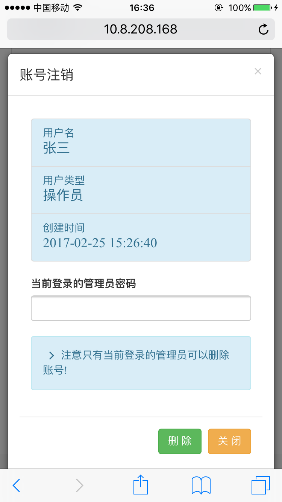 中国移动
16:36
100%
10.8.208.168
账号注销
×
用户名
张三
用户类型
操作员
创建时间
2017-02-25 15:26:40
当前登录的管理员密码
注意只有当前登录的管理员可以删除
账号!
删 除
关 闭